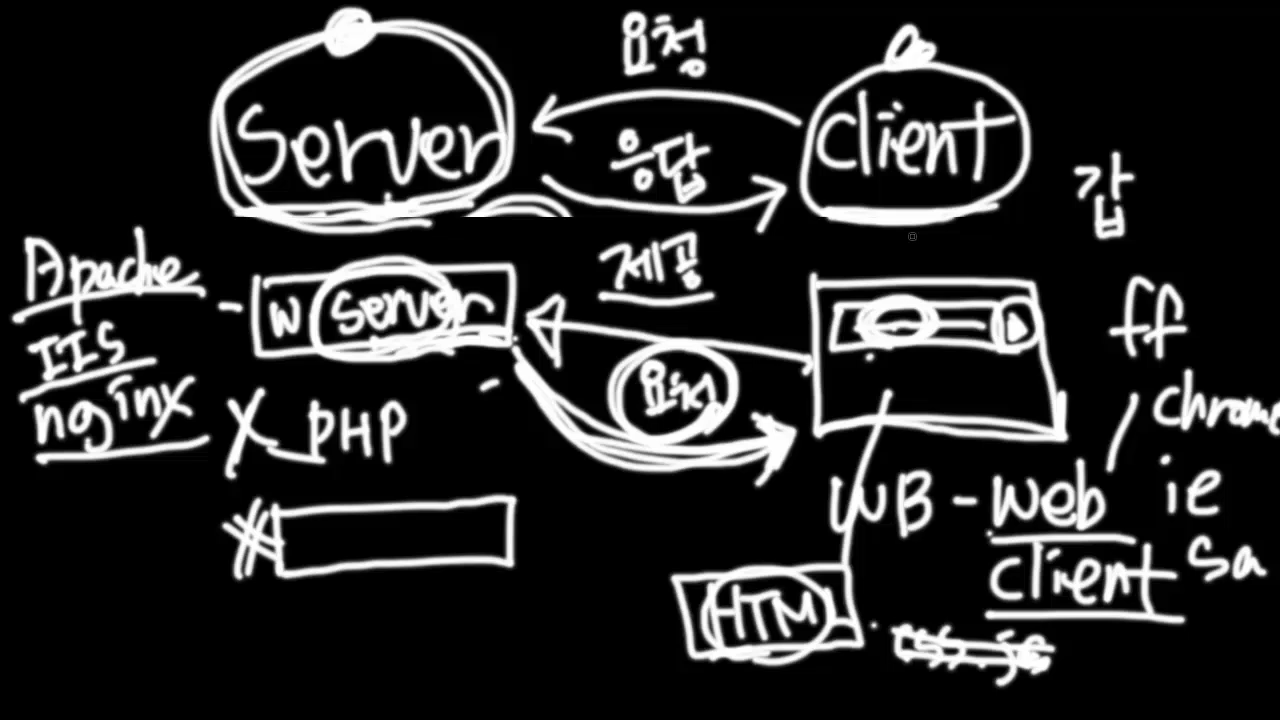 요청
Server
client
응답
갑
제공
Apache
W Server
IIS
요청
ff
nginx
PHP
chrome
WB - Web
client
ie
Sa
HTML